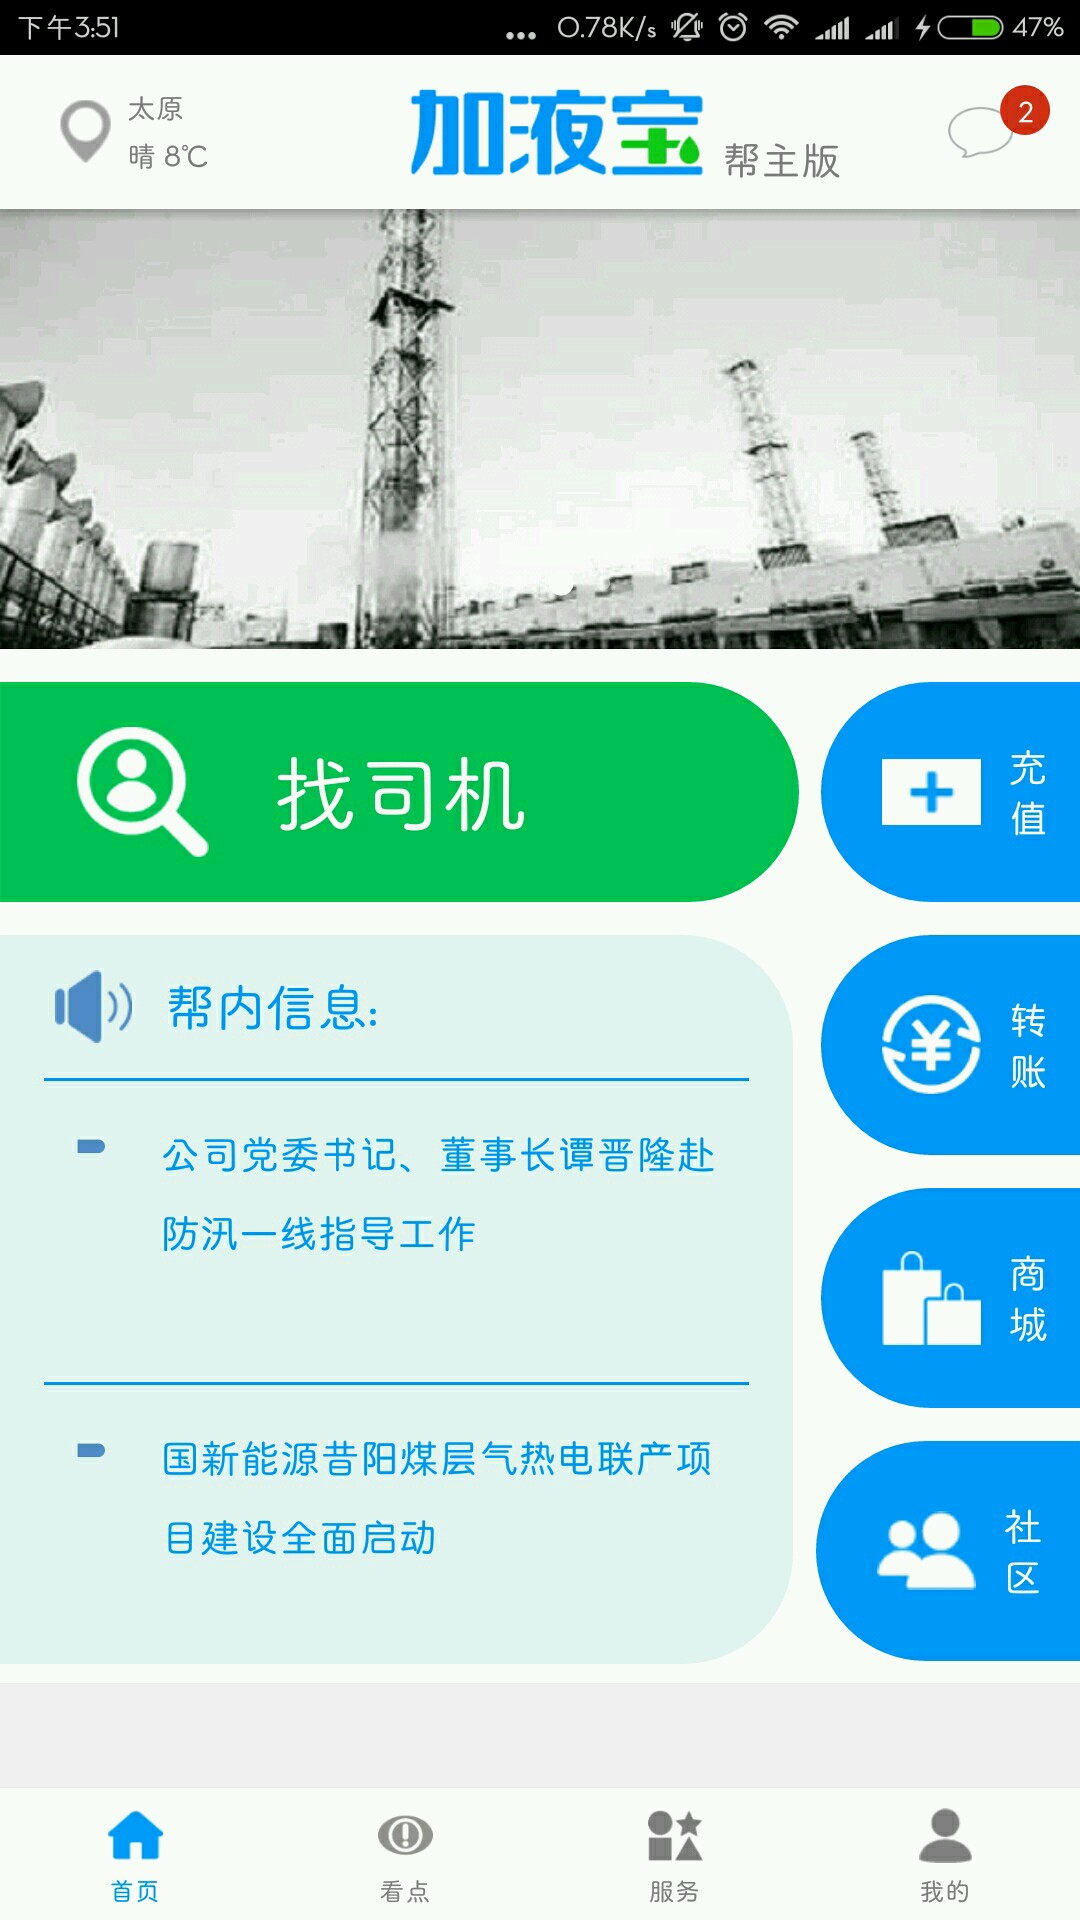 下午3:51
... 0.78K/s 47%
太原
晴 8℃
加液宝 帮主版
2
找司机
充值
帮内信息:
转账
公司党委书记、董事长谭晋隆赴
防汛一线指导工作
商城
国新能源昔阳煤层气热电联产项
目建设全面启动
社区
首页 看点 服务 我的